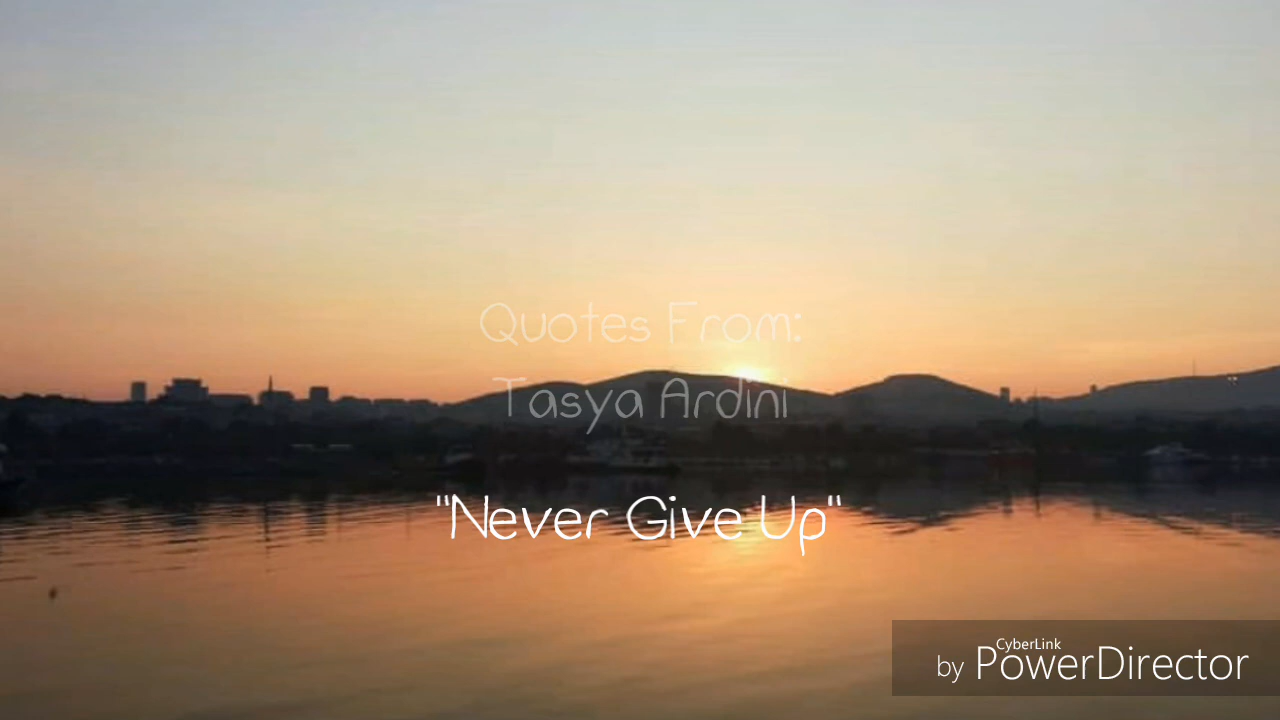 Quotes From:
Tasya Ardini
"Never Give Up"
CyberLink
by PowerDirector